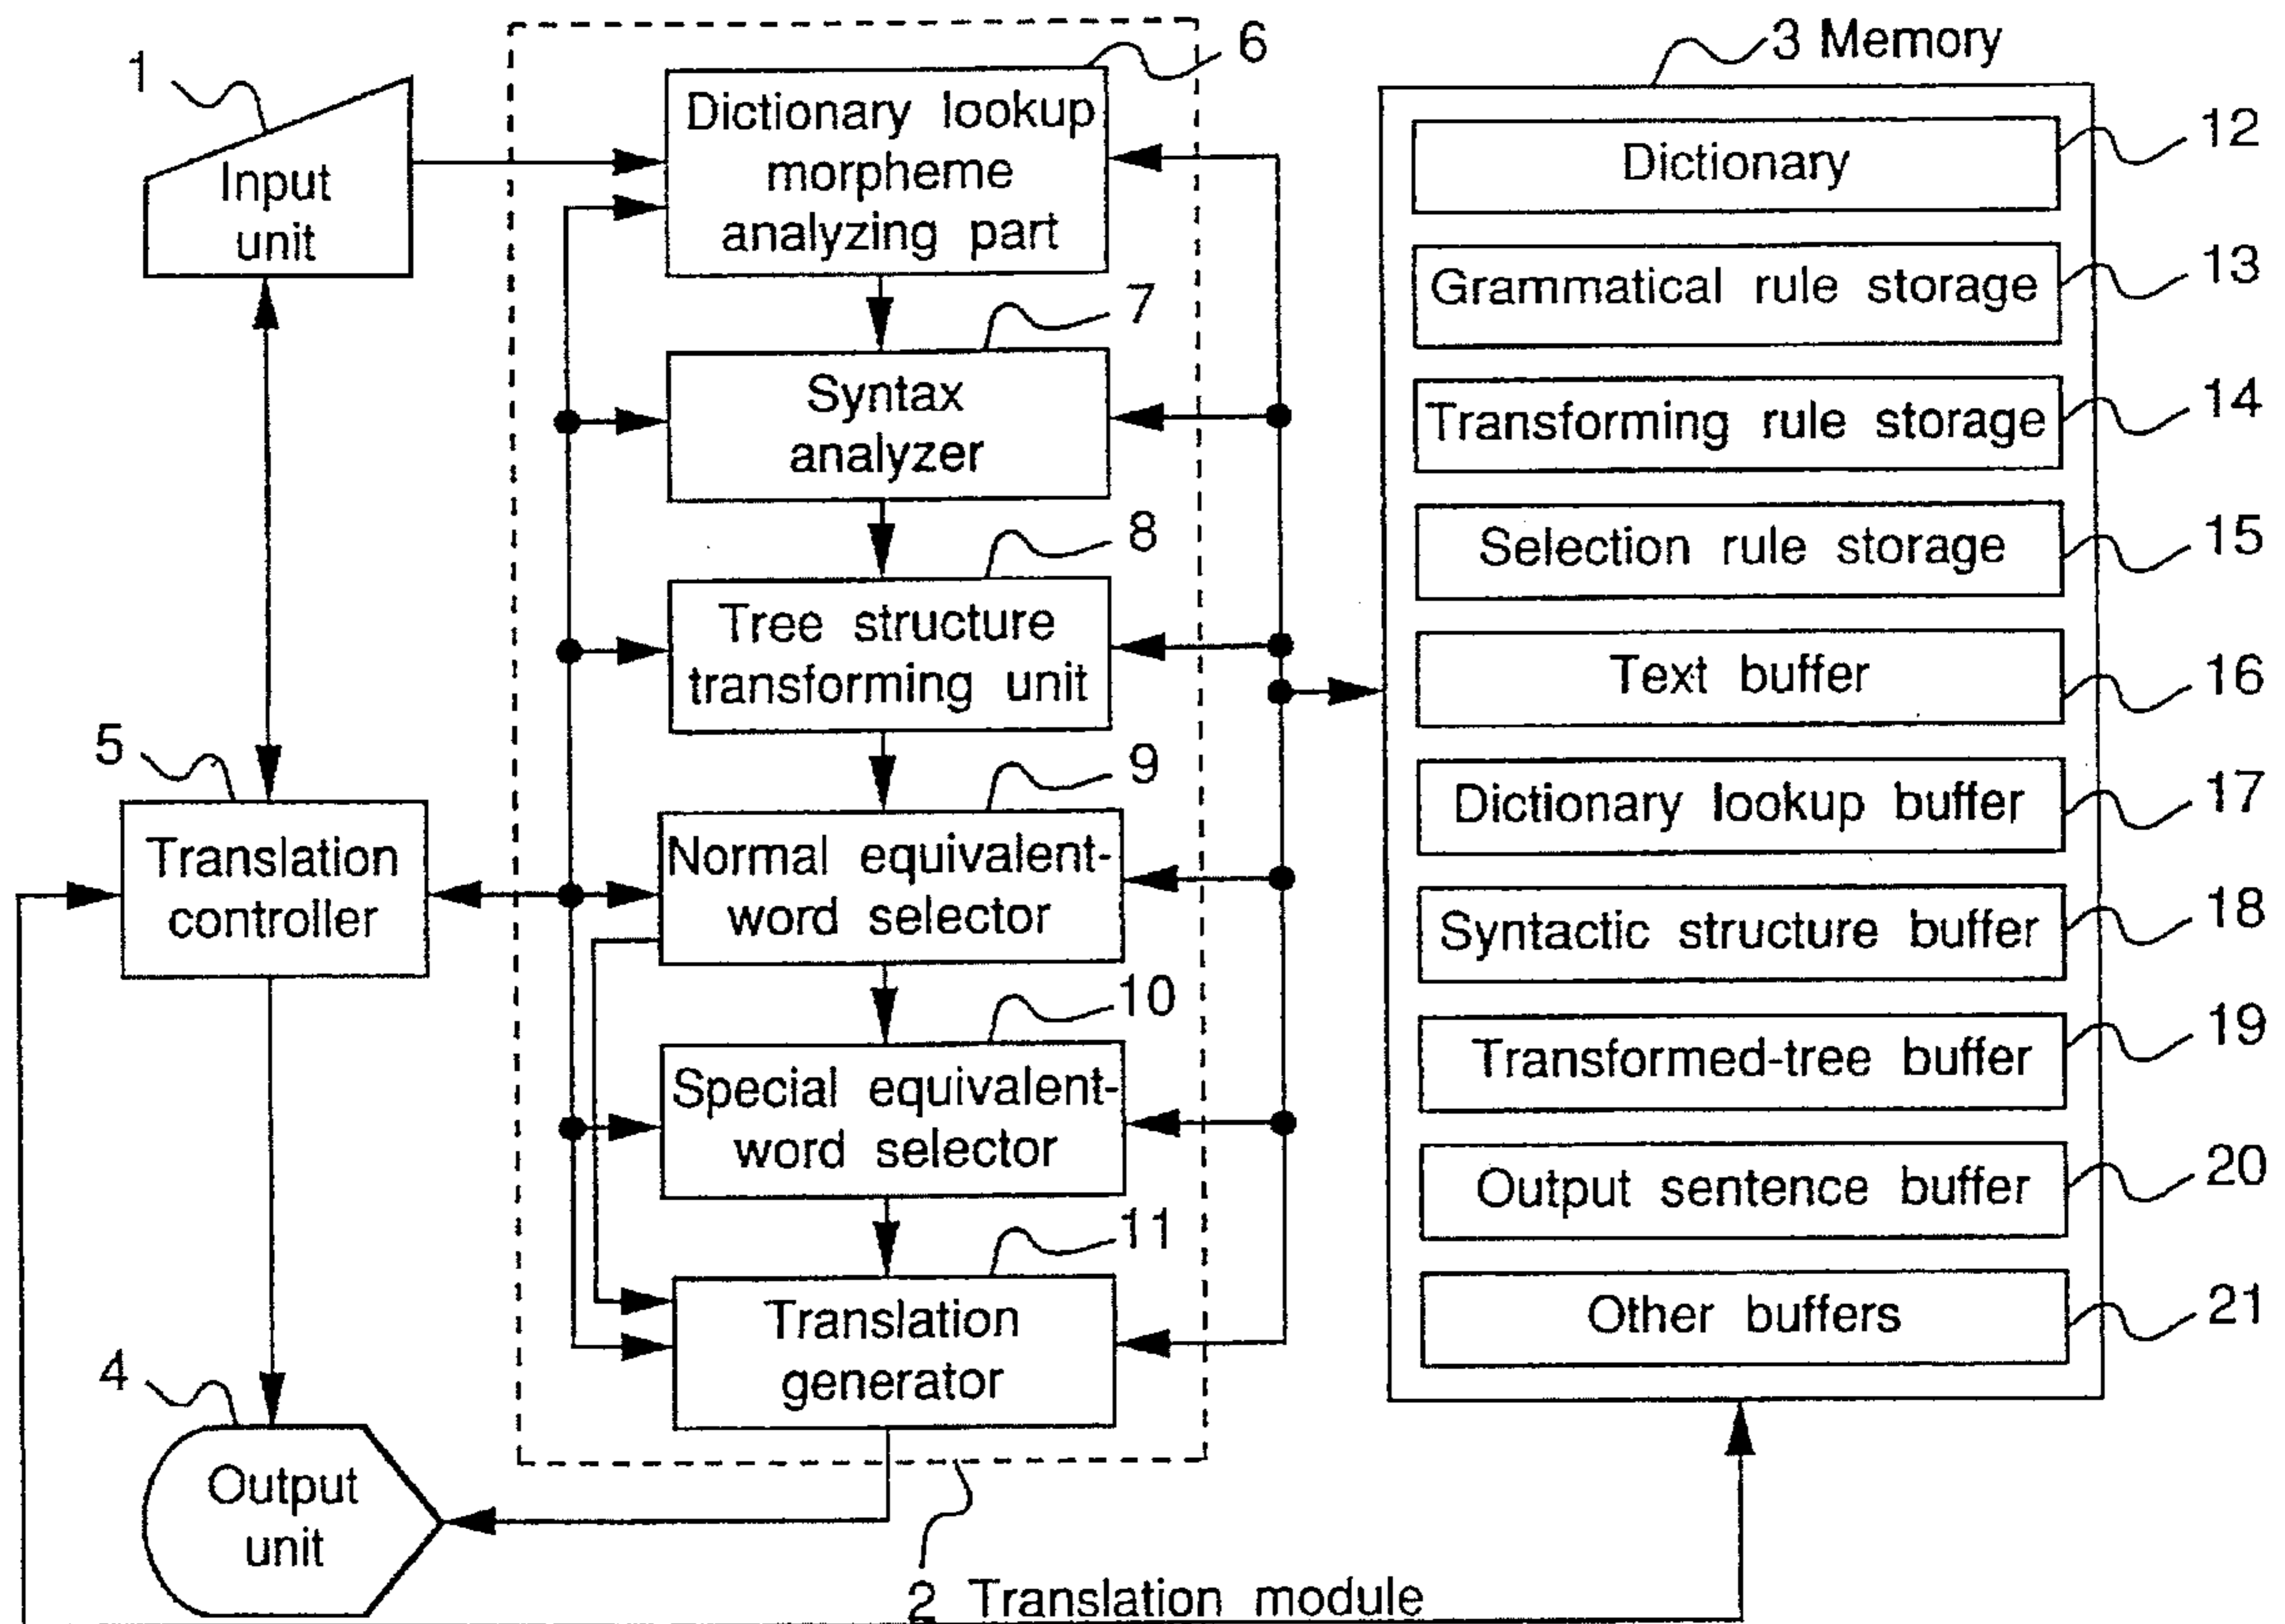 1
Input
unit
5
Translation
controller
4
Output
unit
6
Dictionary lookup
morpheme
analyzing part
7
Syntax
analyzer
8
Tree structure
transforming unit
9
Normal equivalent-
word selector
10
Special equivalent-
word selector
11
Translation
generator
2 Translation module
3 Memory
Dictionary
12
Grammatical rule storage
13
Transforming rule storage
14
Selection rule storage
15
Text buffer
16
Dictionary lookup buffer
17
Syntactic structure buffer
18
Transformed-tree buffer
19
Output sentence buffer
20
Other buffers
21